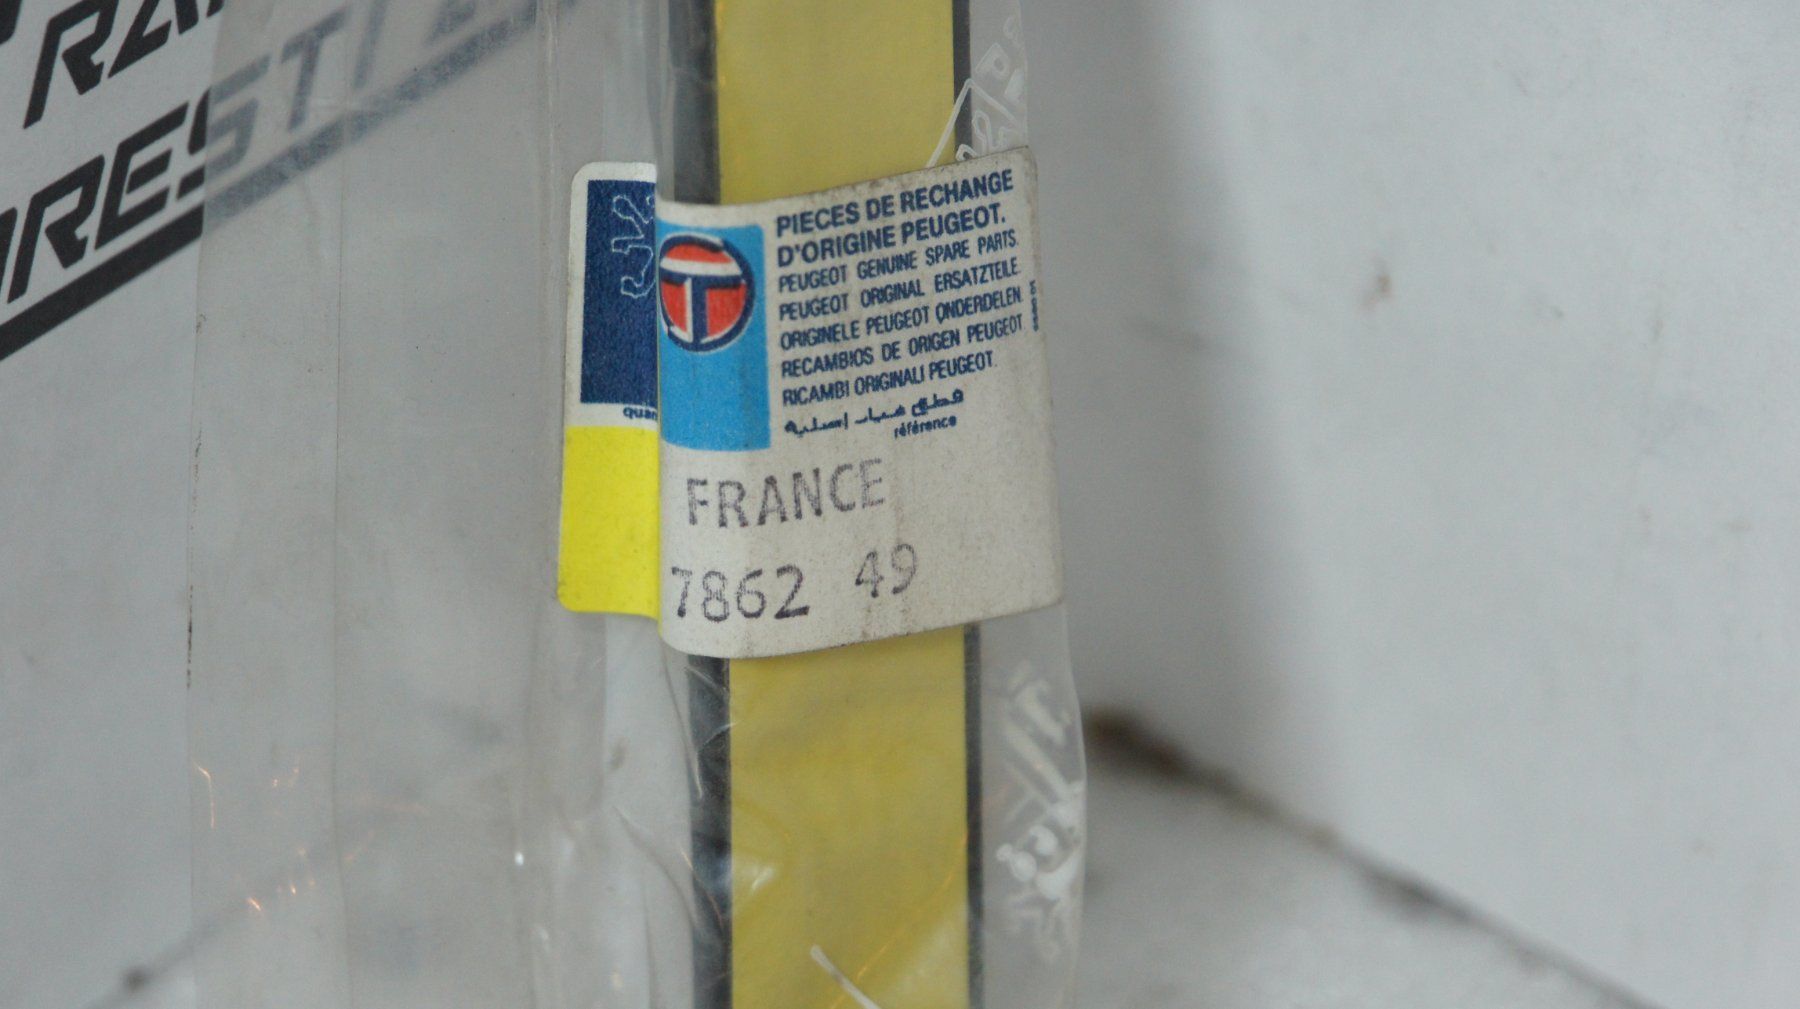 PIECES DE RECHANGE
D'ORIGINE PEUGEOT.
PEUGEOT GENUINE SPARE PARTS.
PEUGEOT ORIGINAL ERSATZTEILE.
ORIGINELE PEUGEOT ONDERDELEN.
RECAMBIOS DE ORIGEN PEUGEOT
RICAMBI ORIGINALI PEUGEOT.
référence
FRANCE
7862 49